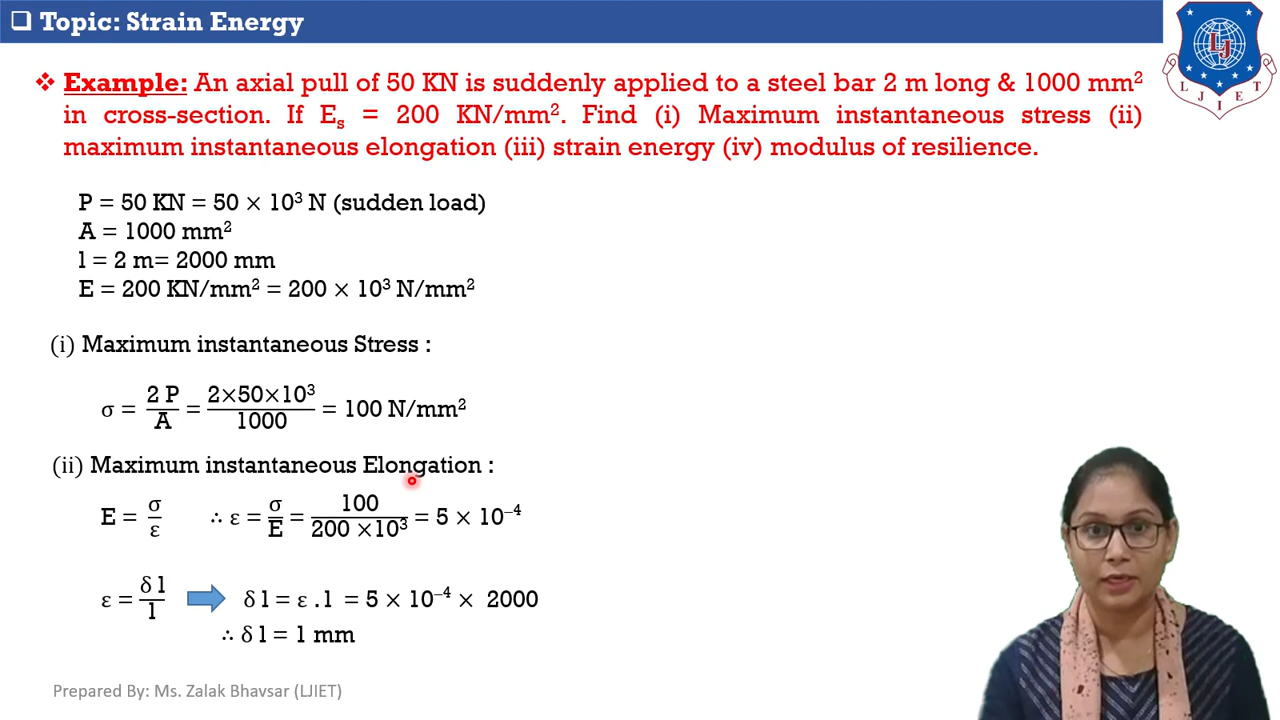 ❑ Topic: Strain Energy
LJ
L J I E T
❖ Example: An axial pull of 50 KN is suddenly applied to a steel bar 2 m long & 1000 mm²
in cross-section. If Eₛ = 200 KN/mm². Find (i) Maximum instantaneous stress (ii)
maximum instantaneous elongation (iii) strain energy (iv) modulus of resilience.
P = 50 KN = 50 × 10³ N (sudden load)
A = 1000 mm²
l = 2 m= 2000 mm
E = 200 KN/mm² = 200 × 10³ N/mm²
(i) Maximum instantaneous Stress :
σ = 2 P / A = 2×50×10³ / 1000 = 100 N/mm²
(ii) Maximum instantaneous Elongation :
E = σ / ε ∴ ε = σ / E = 100 / 200 ×10³ = 5 × 10⁻⁴
ε = δ l / l δ l = ε . l = 5 × 10⁻⁴ × 2000
∴ δ l = 1 mm
Prepared By: Ms. Zalak Bhavsar (LJIET)